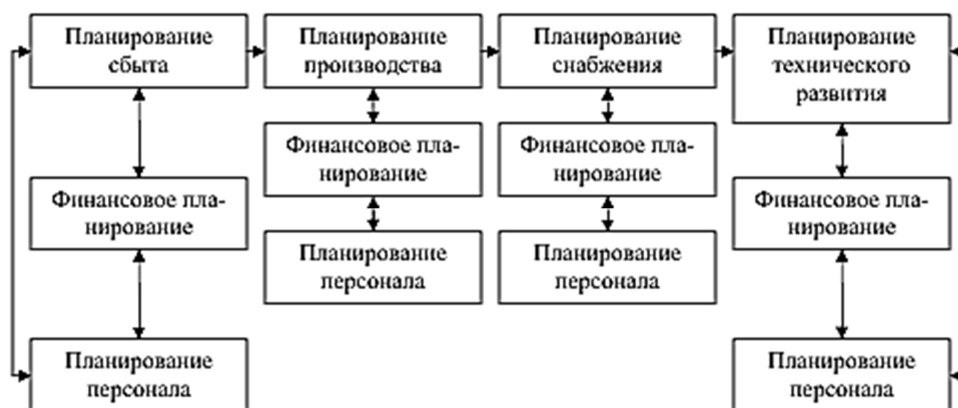 Планирование
сбыта
Планирование
производства
Планирование
снабжения
Планирование
технического
развития
Финансовое пла-
нирование
Финансовое пла-
нирование
Финансовое пла-
нирование
Финансовое пла-
нирование
Планирование
персонала
Планирование
персонала
Планирование
персонала
Планирование
персонала